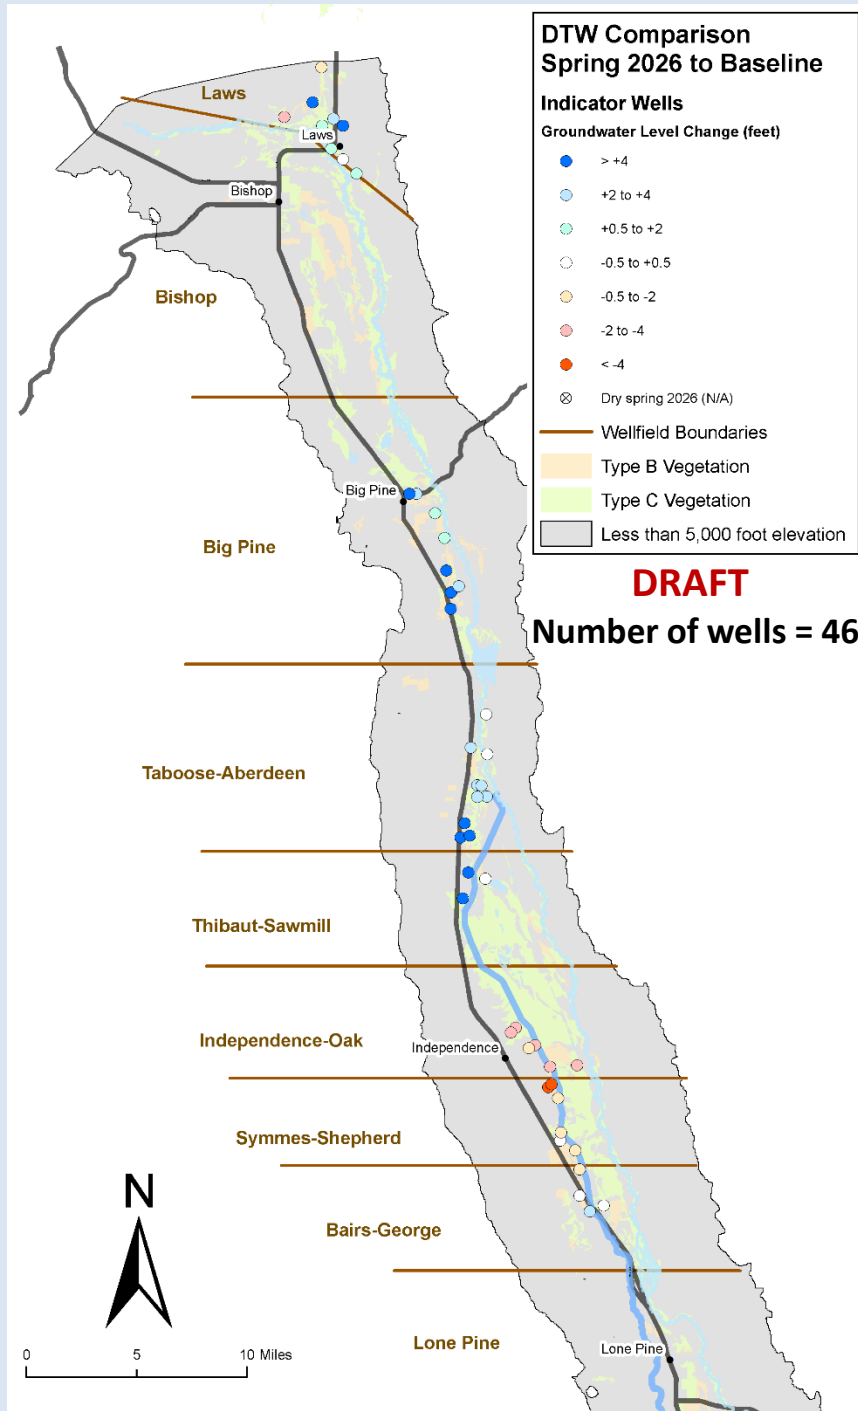 DTW Comparison
Spring 2026 to Baseline
Indicator Wells
Groundwater Level Change (feet)
> +4
+2 to +4
+0.5 to +2
-0.5 to +0.5
-0.5 to -2
-2 to -4
< -4
Dry spring 2026 (N/A)
Wellfield Boundaries
Type B Vegetation
Type C Vegetation
Less than 5,000 foot elevation
DRAFT
Number of wells = 46
Laws
Laws
Bishop
Bishop
Big Pine
Big Pine
Taboose-Aberdeen
Thibaut-Sawmill
Independence-Oak
Independence
Symmes-Shepherd
Bairs-George
Lone Pine
Lone Pine
N
0 5 10 Miles